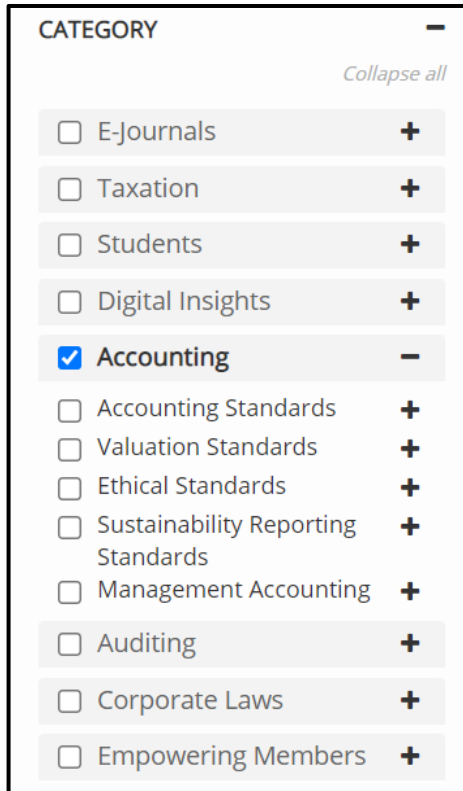 CATEGORY
Collapse all
E-Journals
Taxation
Students
Digital Insights
Accounting
Accounting Standards
Valuation Standards
Ethical Standards
Sustainability Reporting
Standards
Management Accounting
Auditing
Corporate Laws
Empowering Members